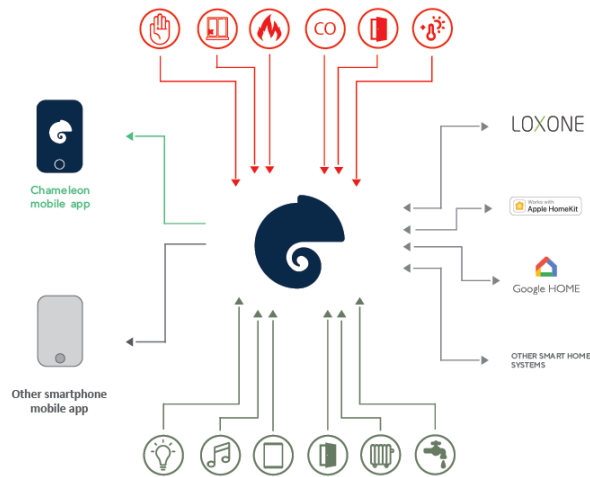 CO
Chameleon
mobile app
LOXONE
Works with
Apple HomeKit
Google HOME
Other smartphone
mobile app
OTHER SMART HOME
SYSTEMS